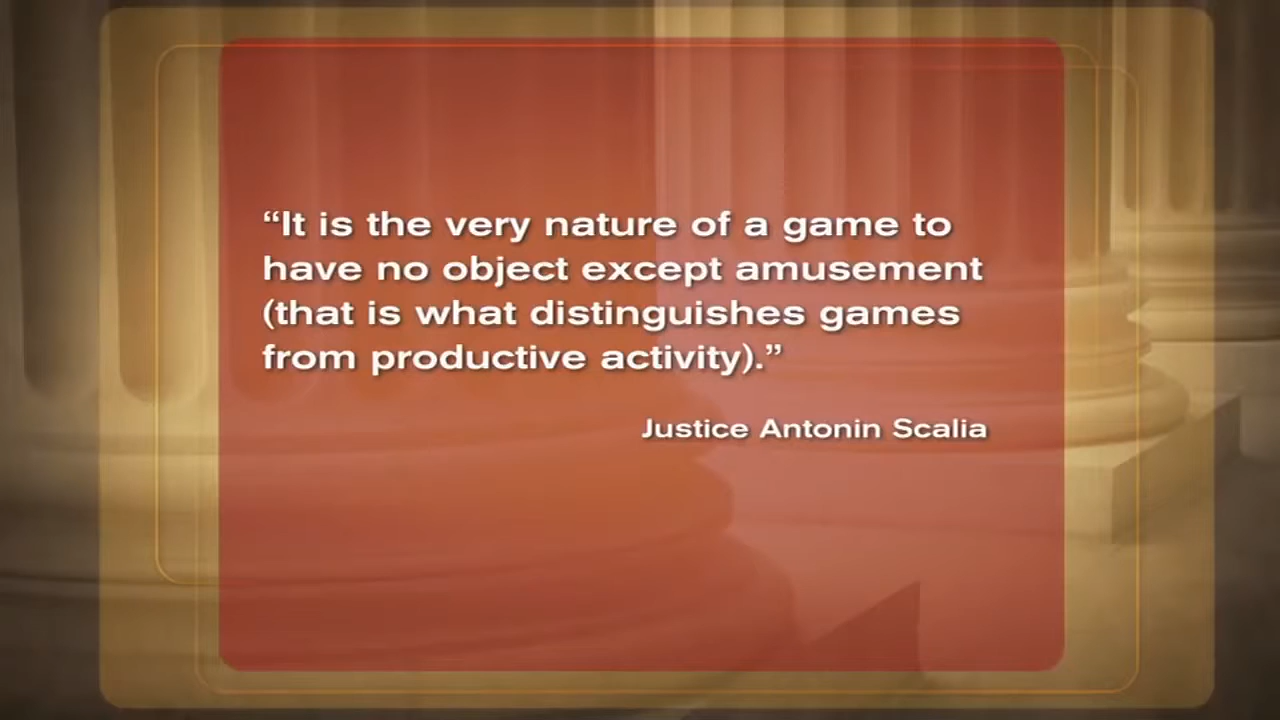 “It is the very nature of a game to
have no object except amusement
(that is what distinguishes games
from productive activity).”
Justice Antonin Scalia